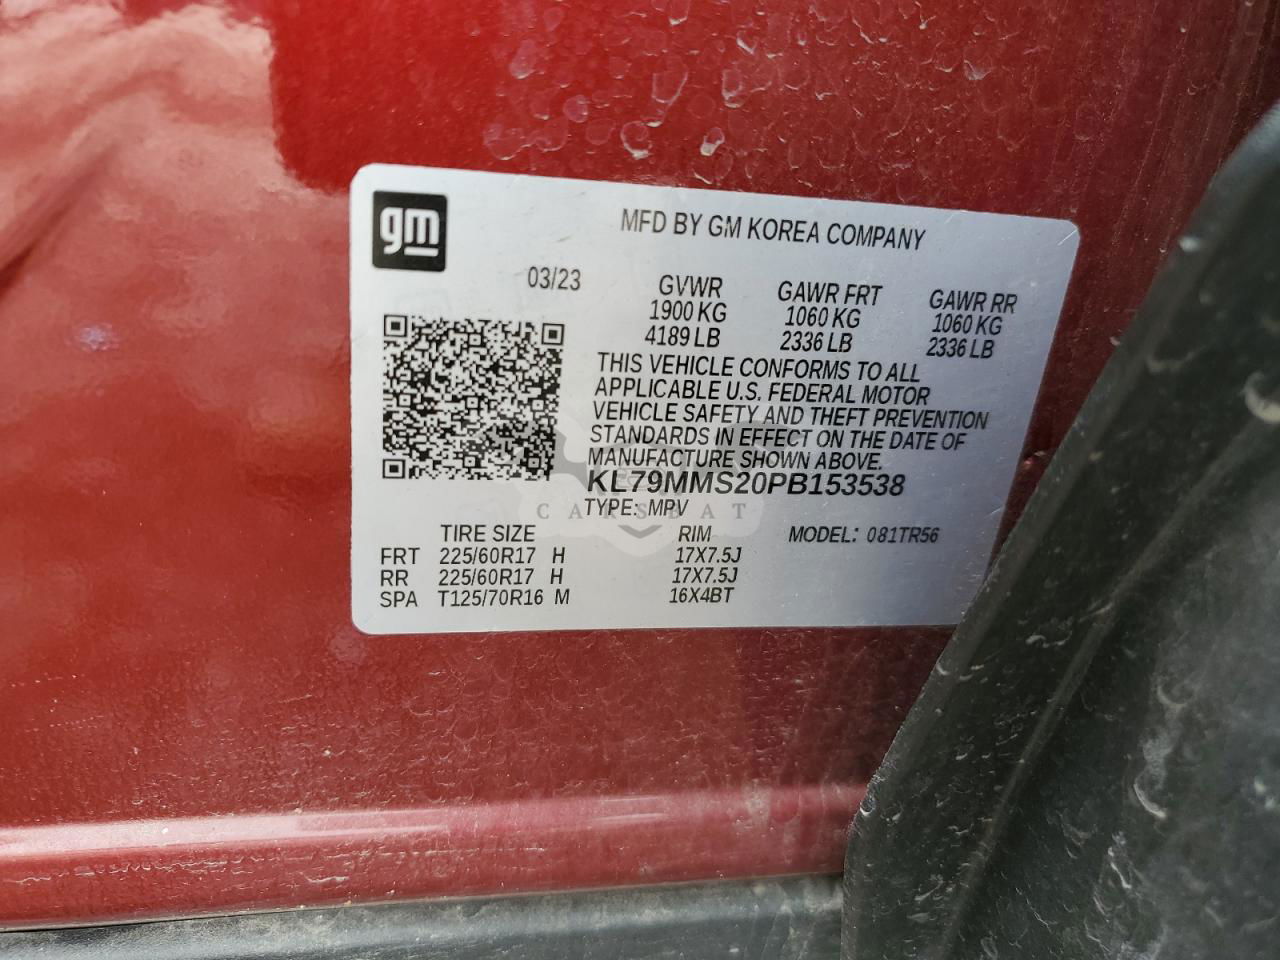 gm
MFD BY GM KOREA COMPANY
03/23
GVWR GAWR FRT GAWR RR
1900 KG 1060 KG 1060 KG
4189 LB 2336 LB 2336 LB
THIS VEHICLE CONFORMS TO ALL
APPLICABLE U.S. FEDERAL MOTOR
VEHICLE SAFETY AND THEFT PREVENTION
STANDARDS IN EFFECT ON THE DATE OF
MANUFACTURE SHOWN ABOVE.
KL79MMS20PB153538
TYPE: MPV
CARSBAT
TIRE SIZE RIM MODEL: 081TR56
FRT 225/60R17 H 17X7.5J
RR 225/60R17 H 17X7.5J
SPA T125/70R16 M 16X4BT